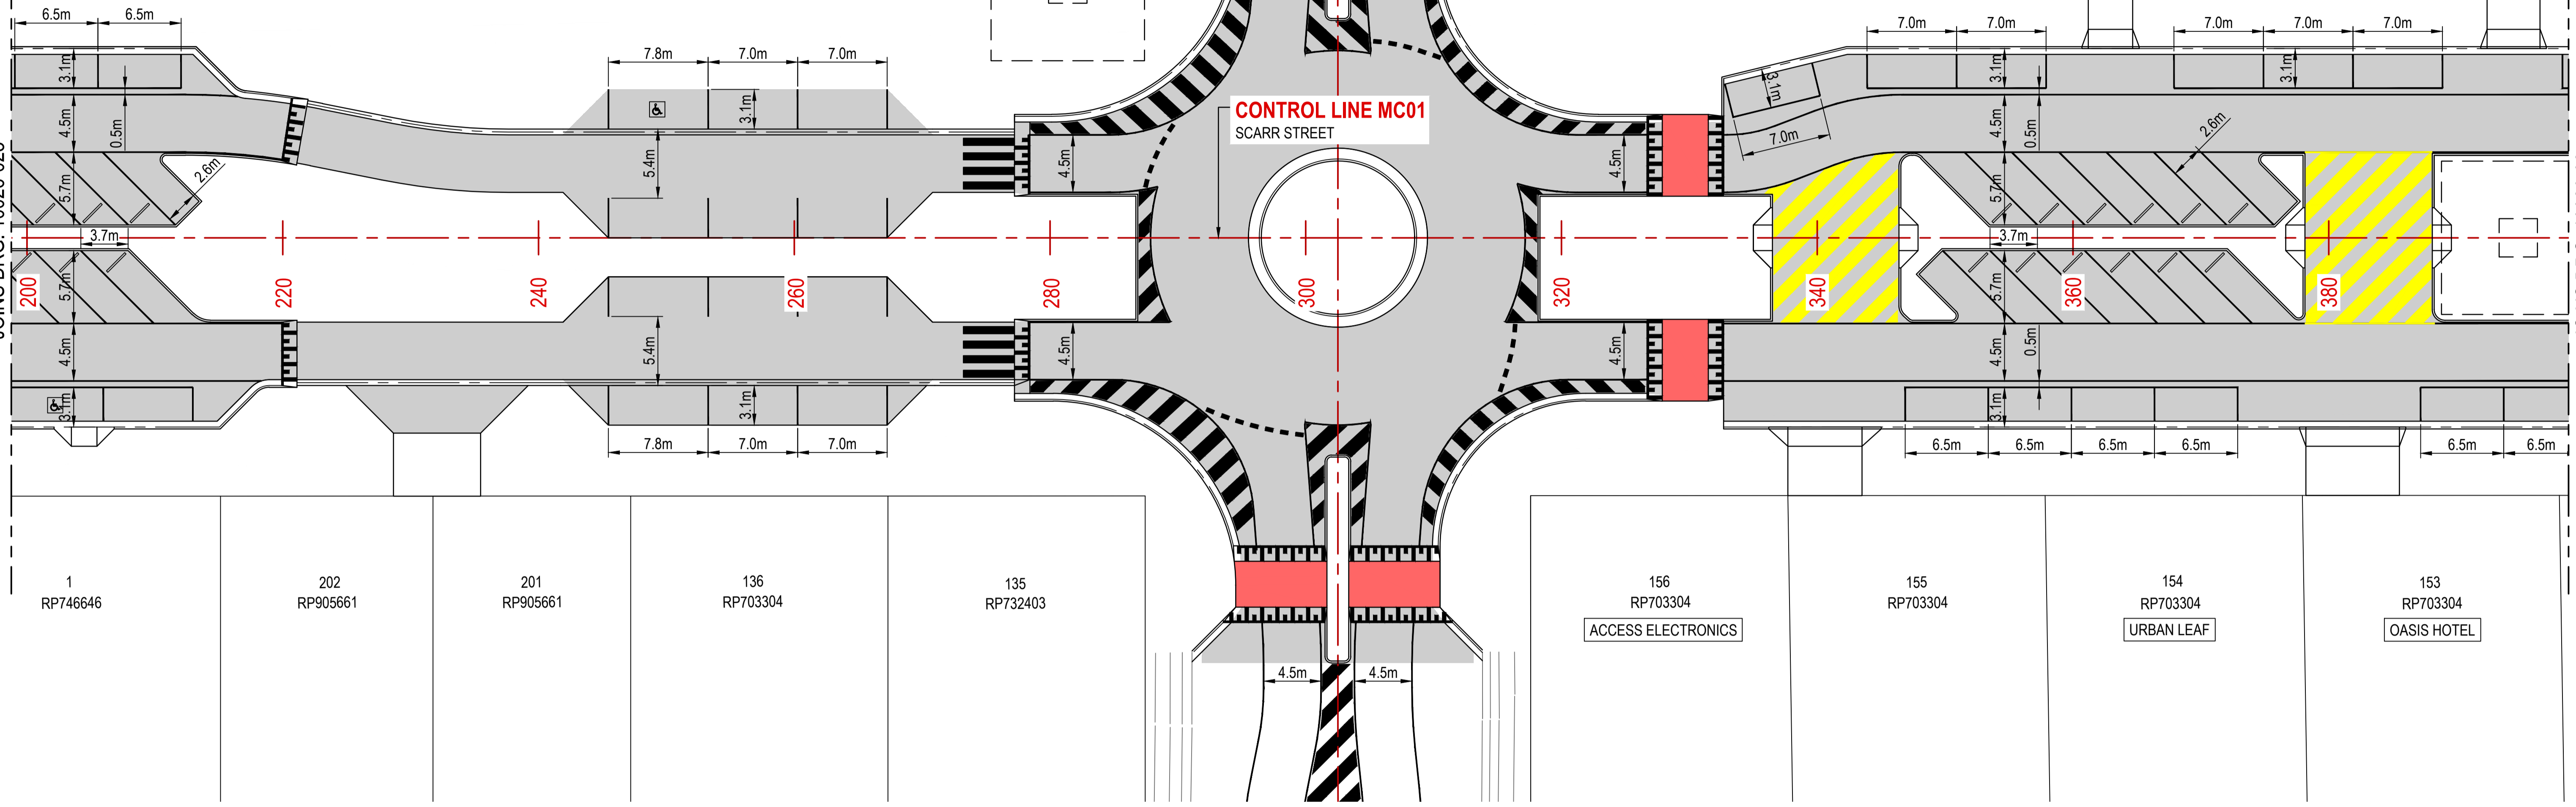 6.5m 6.5m
7.8m 7.0m 7.0m
7.0m 7.0m
7.0m 7.0m 7.0m
3.1m
4.5m
0.5m
5.7m
2.6m
3.7m
5.7m
4.5m
3.1m
3.1m
5.4m
5.4m
3.1m
7.8m 7.0m 7.0m
4.5m
4.5m
CONTROL LINE MC01
SCARR STREET
4.5m
4.5m
3.1m
7.0m
3.1m
3.1m
4.5m
0.5m
2.6m
5.7m
3.7m
5.7m
4.5m
0.5m
3.1m
200 220 240 260 280 300 320 340 360 380
6.5m 6.5m 6.5m 6.5m
6.5m 6.5m
4.5m 4.5m
1
RP746646
202
RP905661
201
RP905661
136
RP703304
135
RP732403
156
RP703304
ACCESS ELECTRONICS
155
RP703304
154
RP703304
URBAN LEAF
153
RP703304
OASIS HOTEL